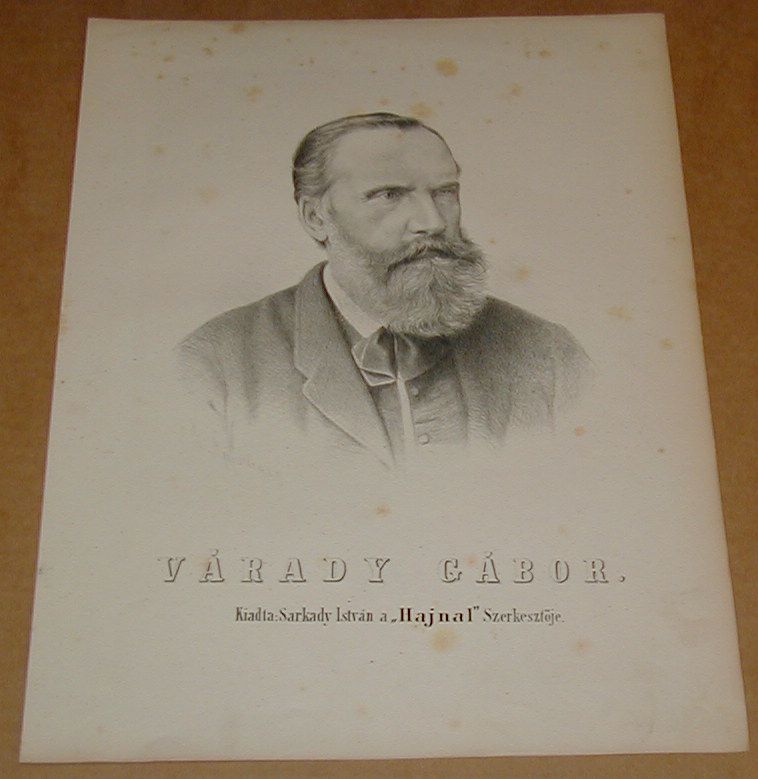 VÁRADY GÁBOR.
Kiadta: Sarkady István a „Hajnal” Szerkesztője.